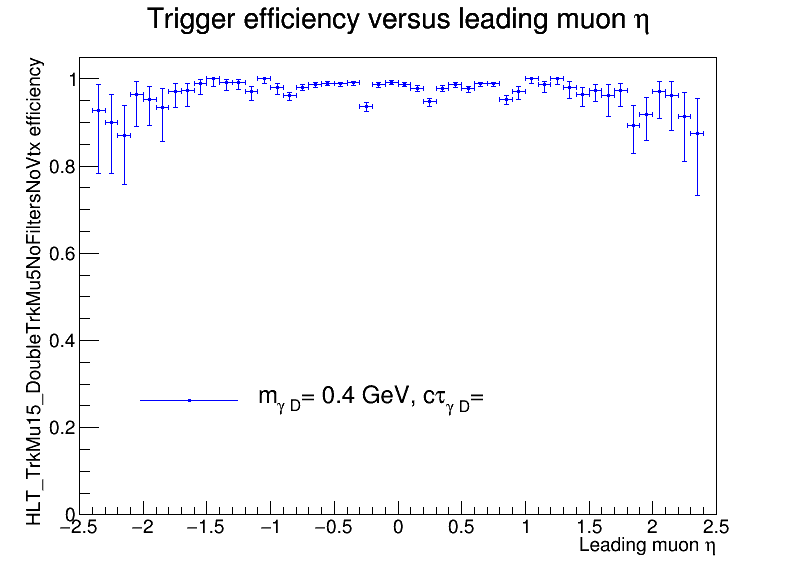 Trigger efficiency versus leading muon η
HLT_TrkMu15_DoubleTrkMu5NoFiltersNoVtx efficiency
1
0.8
0.6
0.4
0.2
0
m_γ D= 0.4 GeV, cτ_γ D=
−2.5 −2 −1.5 −1 −0.5 0 0.5 1 1.5 2 2.5
Leading muon η